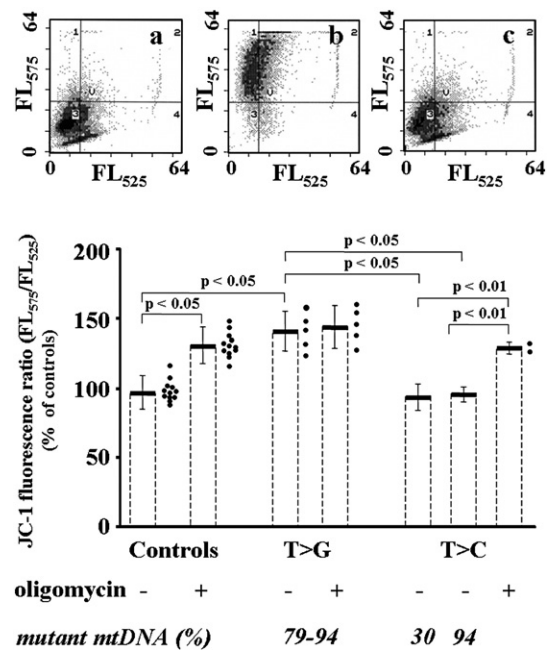 64 a 64 b 64 c
1 2 1 2 1 2
FL575 FL575 FL575
3 4 3 4 3 4
0 0 0
0 FL525 64 0 FL525 64 0 FL525 64
JC-1 fluorescence ratio (FL575/FL525)
(% of controls)
200
150
100
50
0
p < 0.05
p < 0.05
p < 0.05
p < 0.05
p < 0.01
p < 0.01
Controls T>G T>C
oligomycin - + - + - - +
mutant mtDNA (%) 79-94 30 94